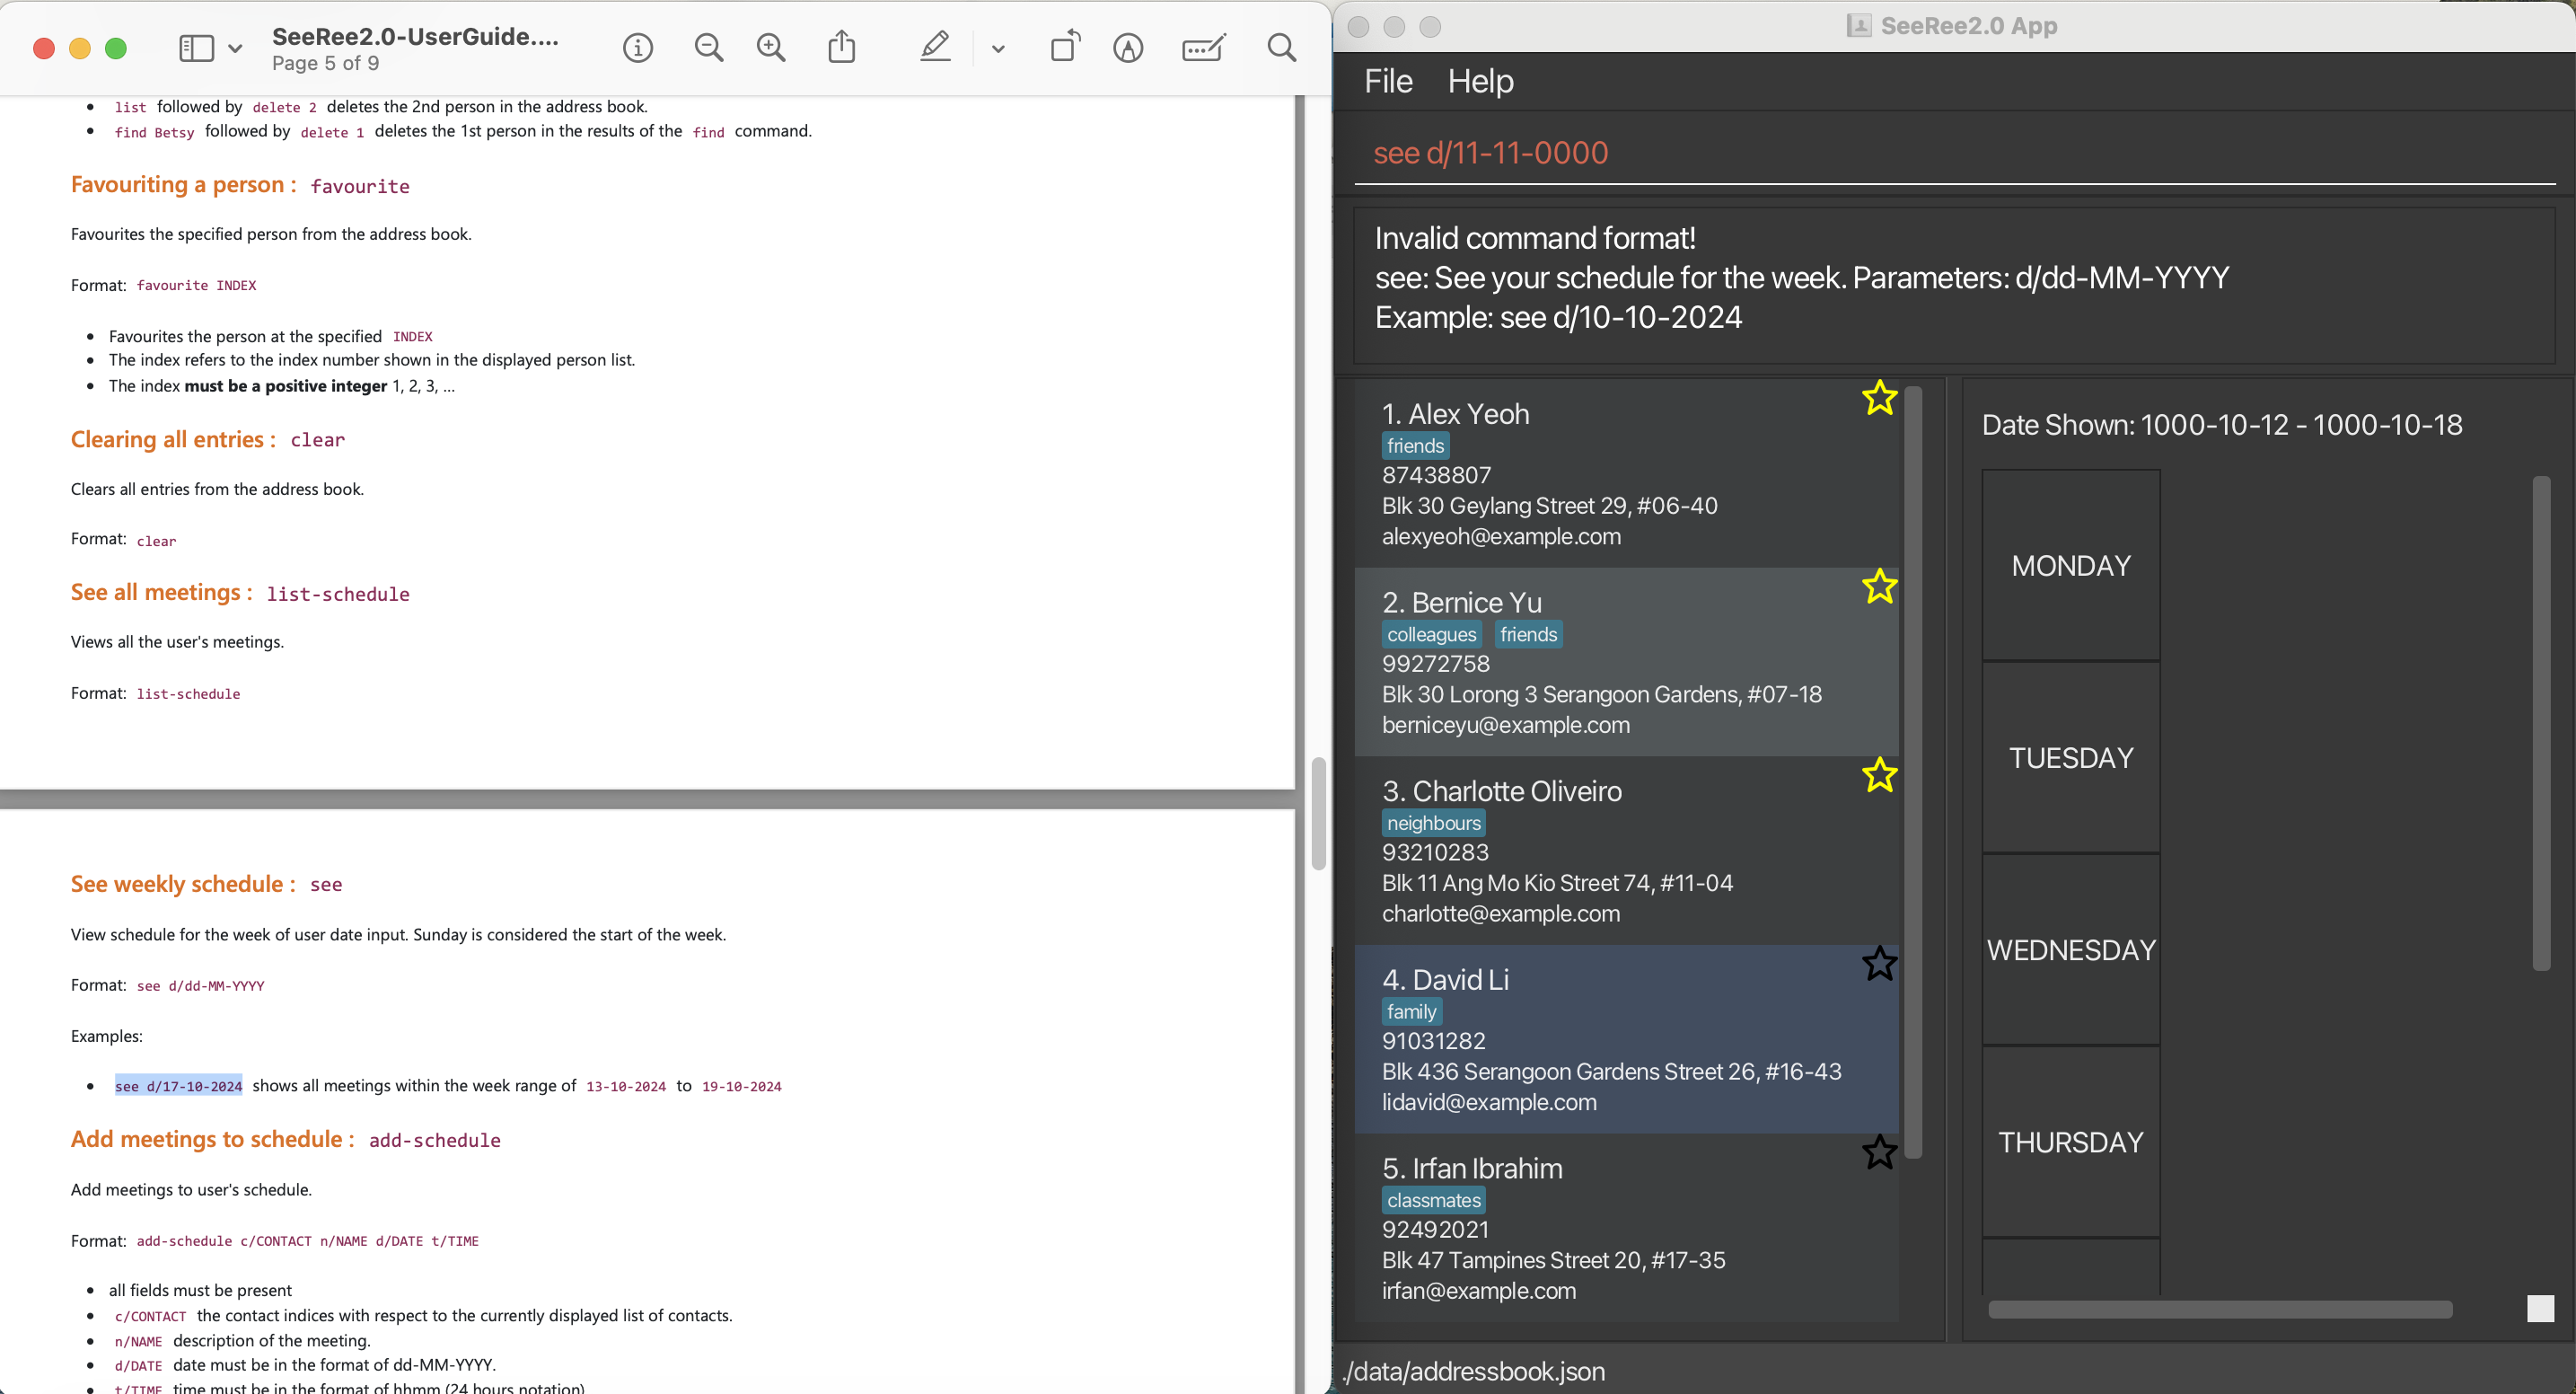 SeeRee2.0-UserGuide....
Page 5 of 9
list followed by delete 2 deletes the 2nd person in the address book.
find Betsy followed by delete 1 deletes the 1st person in the results of the find command.
Favouriting a person : favourite
Favourites the specified person from the address book.
Format: favourite INDEX
Favourites the person at the specified INDEX
The index refers to the index number shown in the displayed person list.
The index must be a positive integer 1, 2, 3, ...
Clearing all entries : clear
Clears all entries from the address book.
Format: clear
See all meetings : list-schedule
Views all the user's meetings.
Format: list-schedule
See weekly schedule : see
View schedule for the week of user date input. Sunday is considered the start of the week.
Format: see d/dd-MM-YYYY
Examples:
see d/17-10-2024 shows all meetings within the week range of 13-10-2024 to 19-10-2024
Add meetings to schedule : add-schedule
Add meetings to user's schedule.
Format: add-schedule c/CONTACT n/NAME d/DATE t/TIME
all fields must be present
c/CONTACT the contact indices with respect to the currently displayed list of contacts.
n/NAME description of the meeting.
d/DATE date must be in the format of dd-MM-YYYY.
t/TIME time must be in the format of hhmm (24 hours notation)
SeeRee2.0 App
File Help
see d/11-11-0000
Invalid command format!
see: See your schedule for the week. Parameters: d/dd-MM-YYYY
Example: see d/10-10-2024
1. Alex Yeoh
friends
87438807
Blk 30 Geylang Street 29, #06-40
alexyeoh@example.com
2. Bernice Yu
colleagues friends
99272758
Blk 30 Lorong 3 Serangoon Gardens, #07-18
berniceyu@example.com
3. Charlotte Oliveiro
neighbours
93210283
Blk 11 Ang Mo Kio Street 74, #11-04
charlotte@example.com
4. David Li
family
91031282
Blk 436 Serangoon Gardens Street 26, #16-43
lidavid@example.com
5. Irfan Ibrahim
classmates
92492021
Blk 47 Tampines Street 20, #17-35
irfan@example.com
Date Shown: 1000-10-12 - 1000-10-18
MONDAY
TUESDAY
WEDNESDAY
THURSDAY
./data/addressbook.json